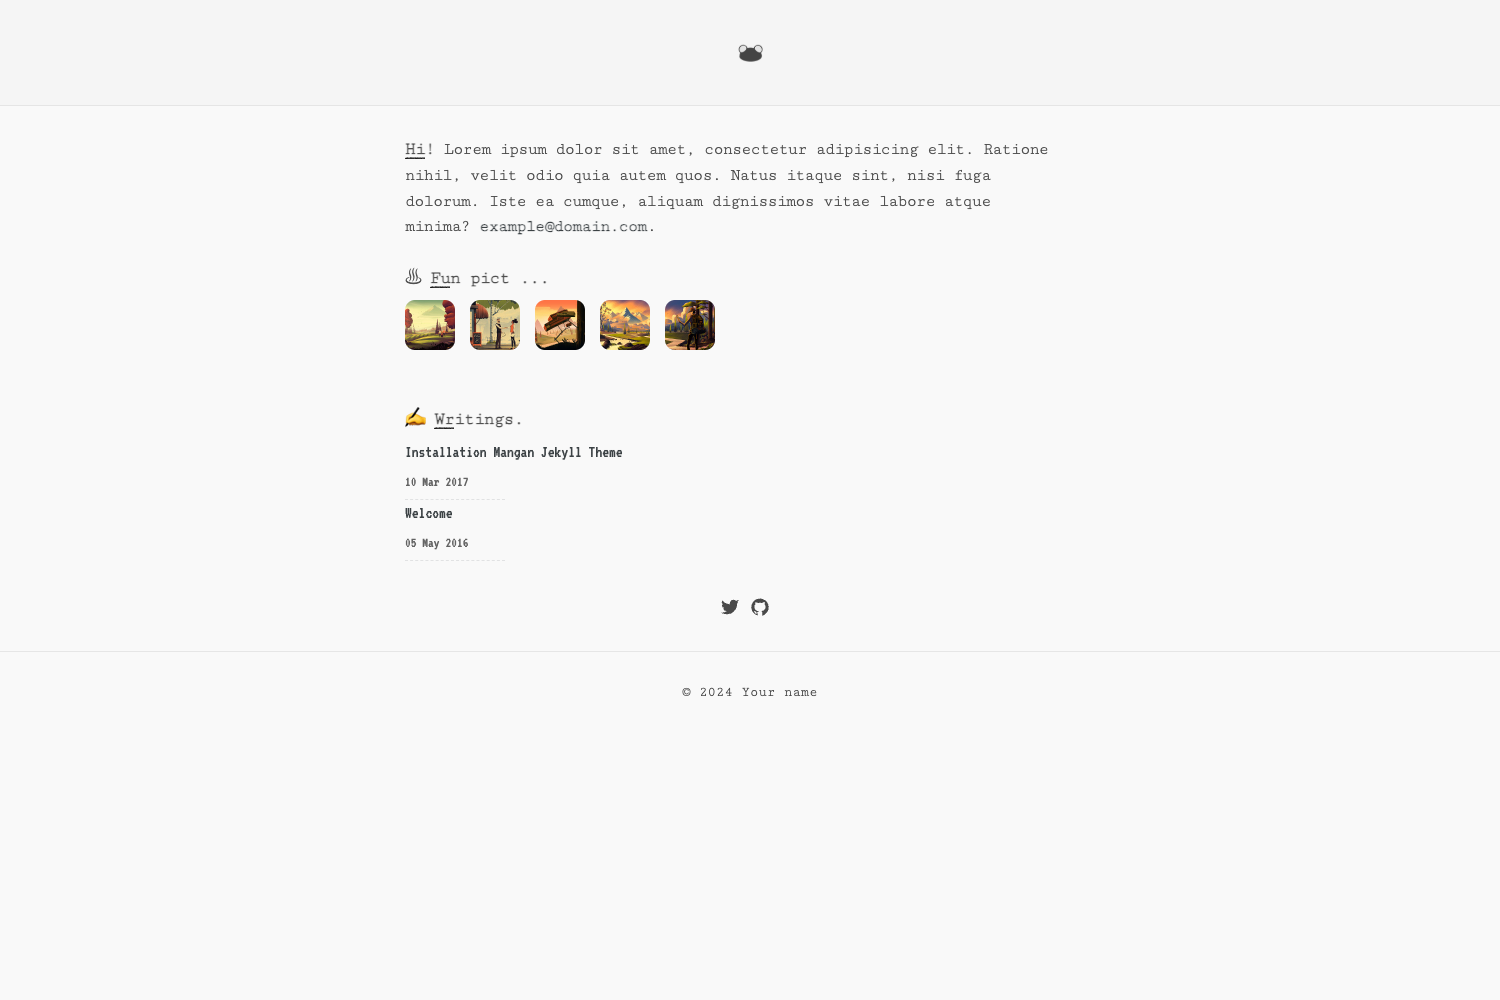 Hi! Lorem ipsum dolor sit amet, consectetur adipisicing elit. Ratione
nihil, velit odio quia autem quos. Natus itaque sint, nisi fuga
dolorum. Iste ea cumque, aliquam dignissimos vitae labore atque
minima? example@domain.com.
♨ Fun pict ...
✍ Writings.
Installation Mangan Jekyll Theme
10 Mar 2017
Welcome
05 May 2016
© 2024 Your name